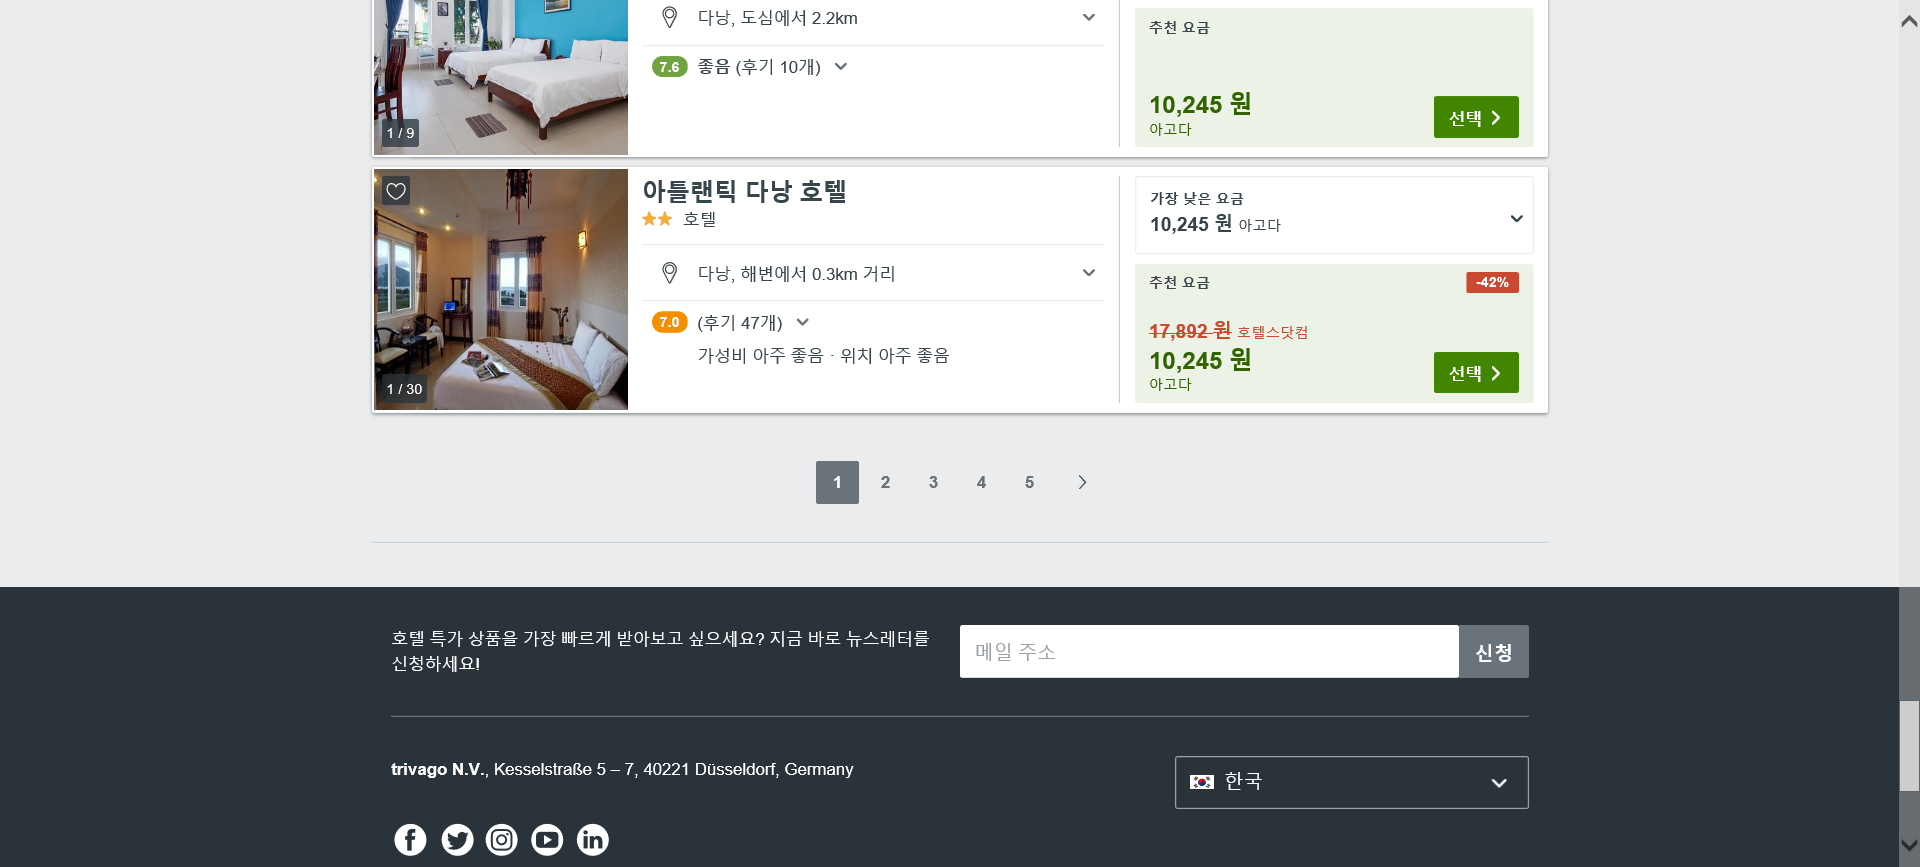 다낭, 도심에서 2.2km
7.6 좋음 (후기 10개)
1 / 9
추천 요금
10,245 원
아고다
선택
아틀랜틱 다낭 호텔
호텔
다낭, 해변에서 0.3km 거리
7.0 (후기 47개)
가성비 아주 좋음 · 위치 아주 좋음
1 / 30
가장 낮은 요금
10,245 원 아고다
추천 요금
-42%
17,892 원 호텔스닷컴
10,245 원
아고다
선택
1 2 3 4 5
호텔 특가 상품을 가장 빠르게 받아보고 싶으세요? 지금 바로 뉴스레터를
신청하세요!
메일 주소
신청
trivago N.V., Kesselstraße 5 – 7, 40221 Düsseldorf, Germany
한국